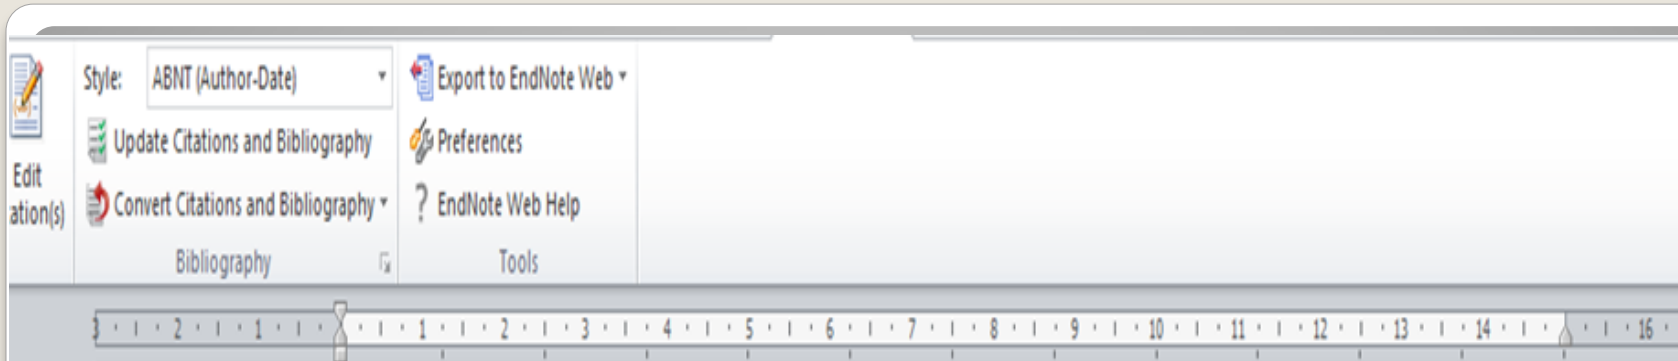 Style: ABNT (Author-Date)
Export to EndNote Web
Update Citations and Bibliography
Preferences
Edit
ation(s)
Convert Citations and Bibliography
? EndNote Web Help
Bibliography
Tools
3 2 1 1 2 3 4 5 6 7 8 9 10 11 12 13 14 16